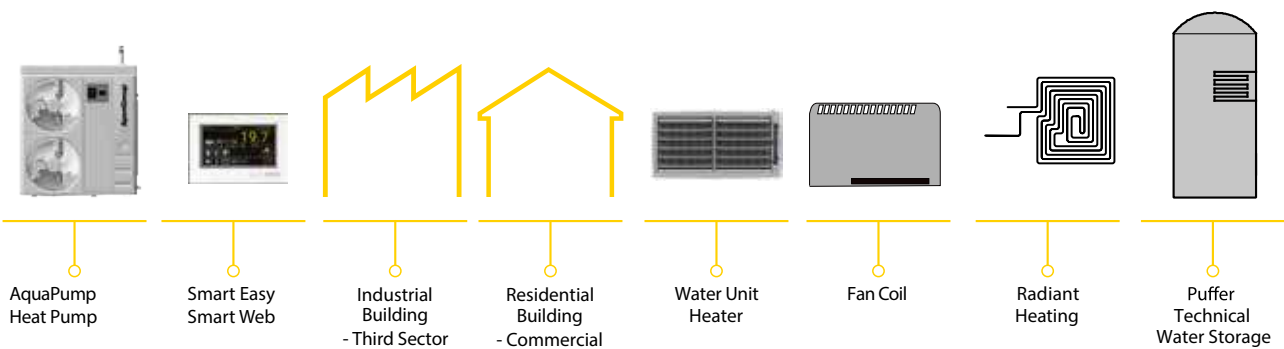 19.7
AquaPump
Heat Pump
Smart Easy
Smart Web
Industrial
Building
- Third Sector
Residential
Building
- Commercial
Water Unit
Heater
Fan Coil
Radiant
Heating
Puffer
Technical
Water Storage